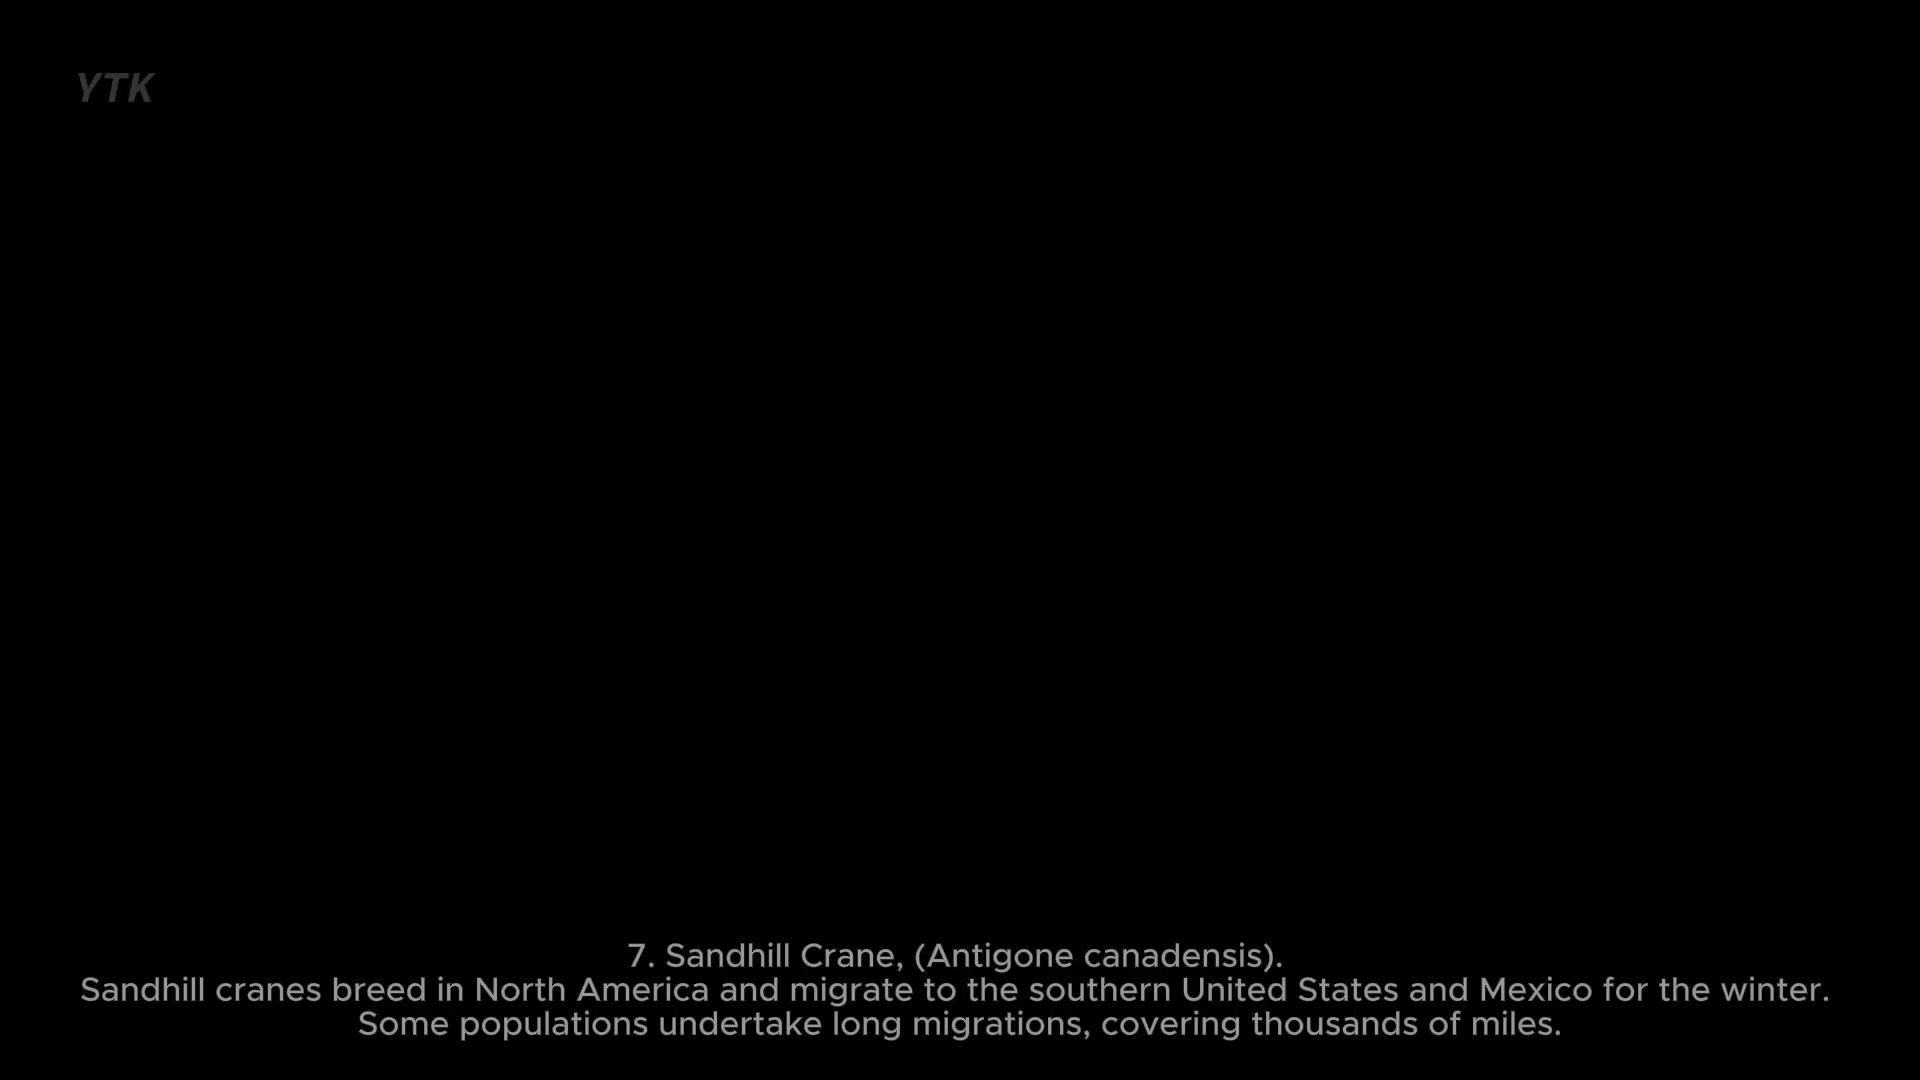 YTK
7. Sandhill Crane, (Antigone canadensis).
Sandhill cranes breed in North America and migrate to the southern United States and Mexico for the winter.
Some populations undertake long migrations, covering thousands of miles.